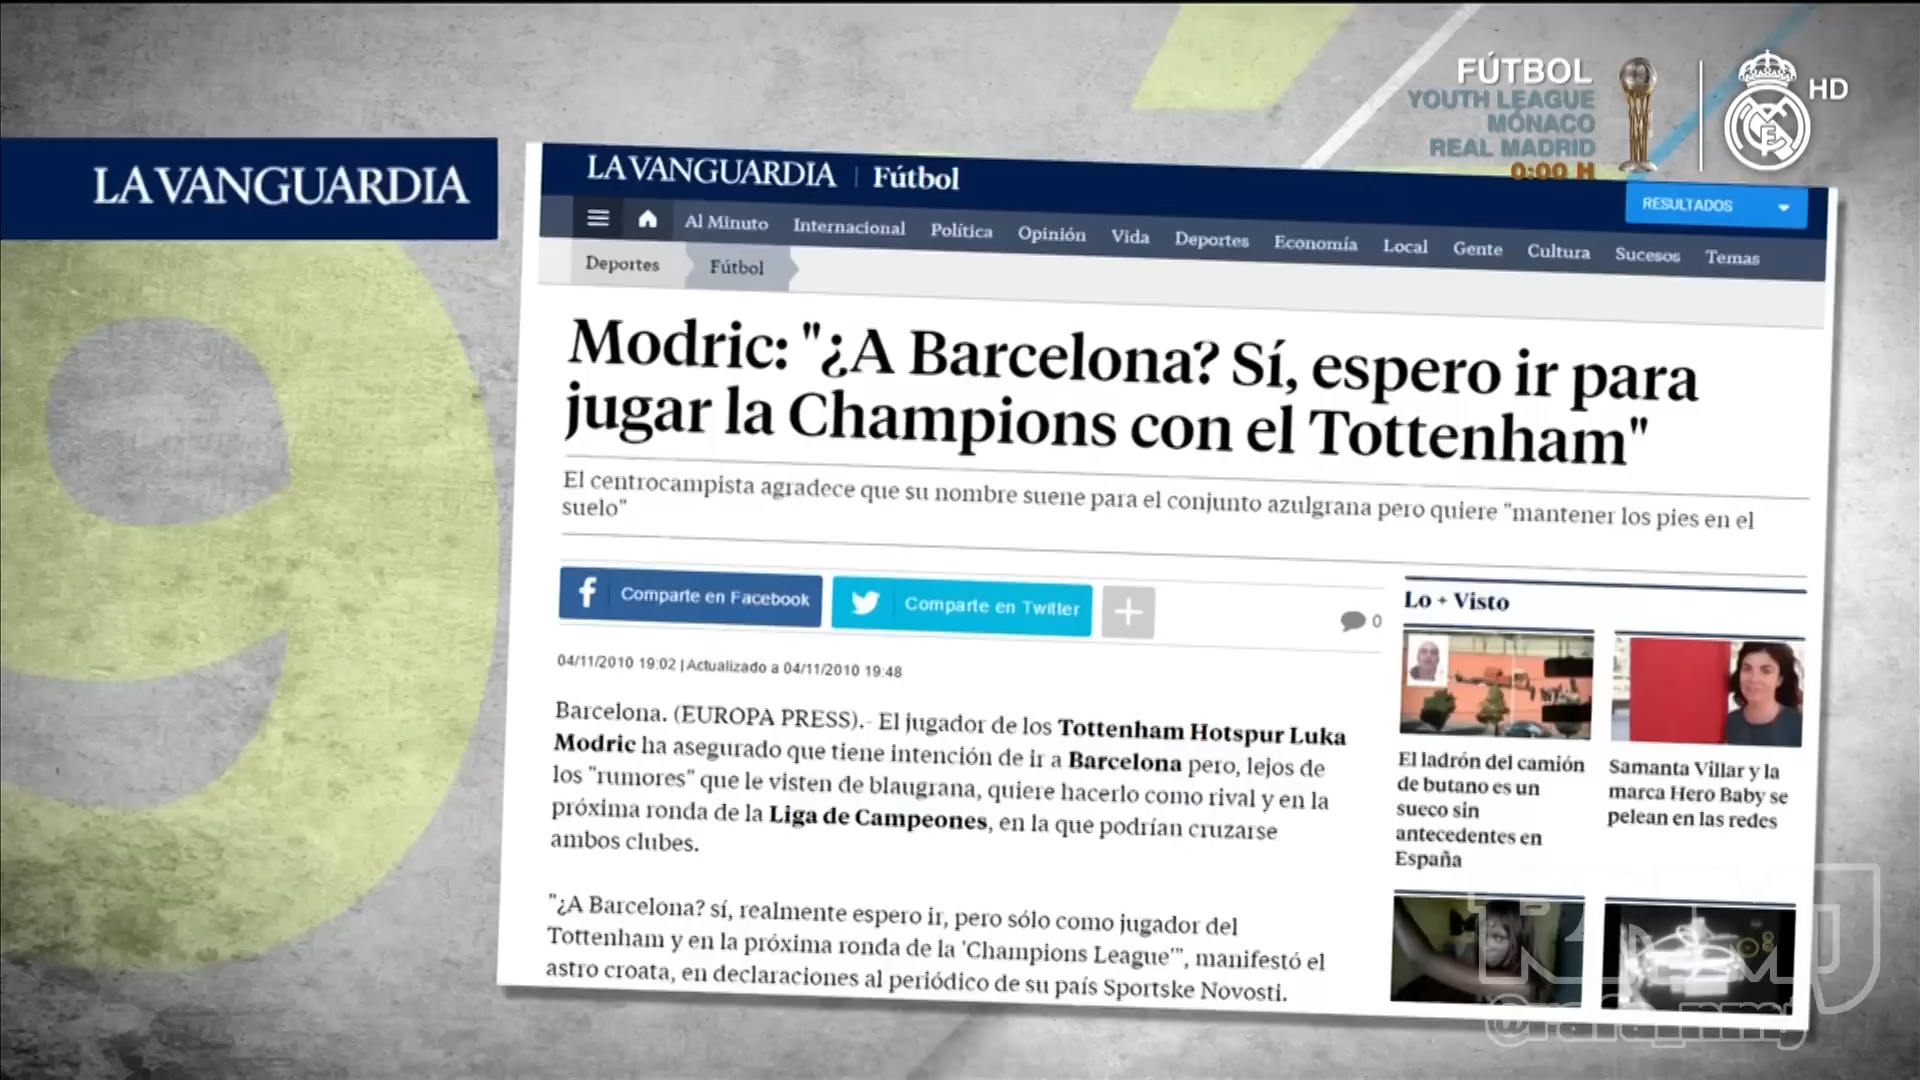 FÚTBOL
YOUTH LEAGUE
MÓNACO
REAL MADRID
0:00 H
HD
LA VANGUARDIA
LA VANGUARDIA | Fútbol
RESULTADOS
Al Minuto Internacional Política Opinión Vida Deportes Economía Local Gente Cultura Sucesos Temas
Deportes Fútbol
Modric: "¿A Barcelona? Sí, espero ir para
jugar la Champions con el Tottenham"
El centrocampista agradece que su nombre suene para el conjunto azulgrana pero quiere "mantener los pies en el
suelo"
Comparte en Facebook
Comparte en Twitter
0
04/11/2010 19:02 | Actualizado a 04/11/2010 19:48
Barcelona. (EUROPA PRESS).- El jugador de los Tottenham Hotspur Luka
Modric ha asegurado que tiene intención de ir a Barcelona pero, lejos de
los "rumores" que le visten de blaugrana, quiere hacerlo como rival y en la
próxima ronda de la Liga de Campeones, en la que podrían cruzarse
ambos clubes.
"¿A Barcelona? sí, realmente espero ir, pero sólo como jugador del
Tottenham y en la próxima ronda de la 'Champions League'", manifestó el
astro croata, en declaraciones al periódico de su país Sportske Novosti.
Lo + Visto
El ladrón del camión
de butano es un
sueco sin
antecedentes en
España
Samanta Villar y la
marca Hero Baby se
pelean en las redes